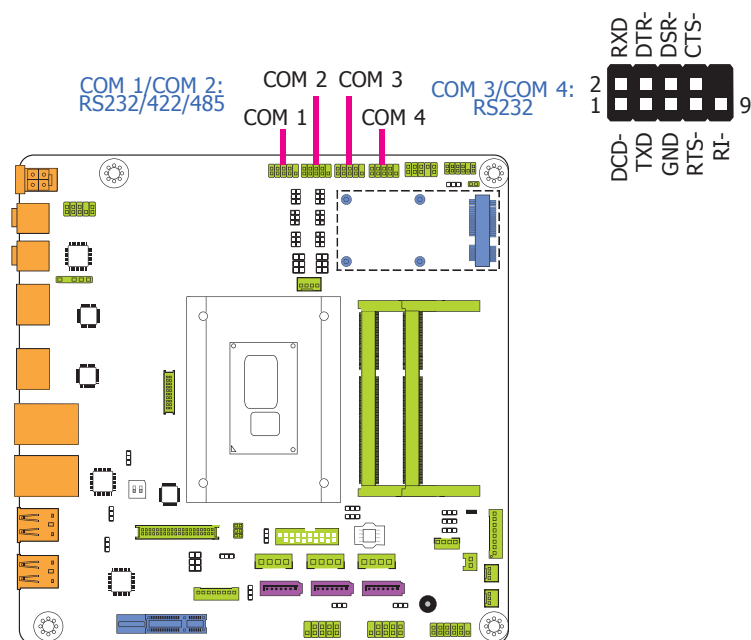 COM 1/COM 2:
RS232/422/485
COM 2
COM 3
COM 1
COM 4
COM 3/COM 4:
RS232
RXD
DTR-
DSR-
CTS-
2
1
9
DCD-
TXD
GND
RTS-
RI-